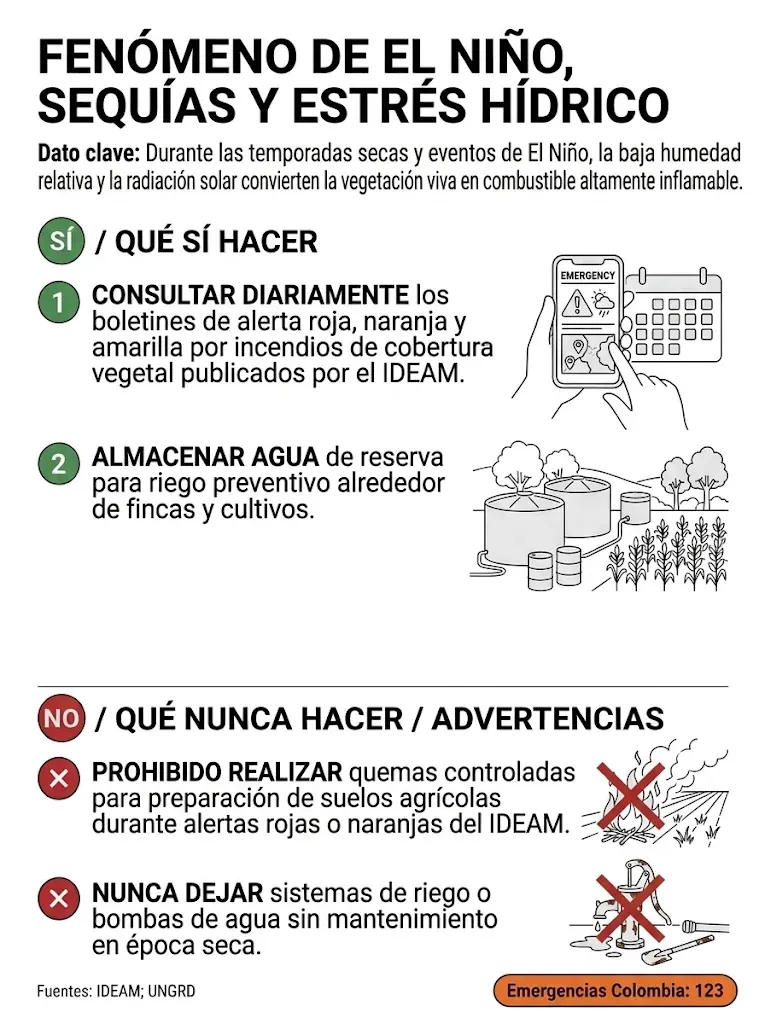 FENÓMENO DE EL NIÑO,
SEQUÍAS Y ESTRÉS HÍDRICO
Dato clave: Durante las temporadas secas y eventos de El Niño, la baja humedad
relativa y la radiación solar convierten la vegetación viva en combustible altamente inflamable.
SÍ / QUÉ SÍ HACER
1 CONSULTAR DIARIAMENTE los
boletines de alerta roja, naranja y
amarilla por incendios de cobertura
vegetal publicados por el IDEAM.
EMERGENCY
2 ALMACENAR AGUA de reserva
para riego preventivo alrededor
de fincas y cultivos.
NO / QUÉ NUNCA HACER / ADVERTENCIAS
PROHIBIDO REALIZAR quemas controladas
para preparación de suelos agrícolas
durante alertas rojas o naranjas del IDEAM.
NUNCA DEJAR sistemas de riego o
bombas de agua sin mantenimiento
en época seca.
Fuentes: IDEAM; UNGRD
Emergencias Colombia: 123